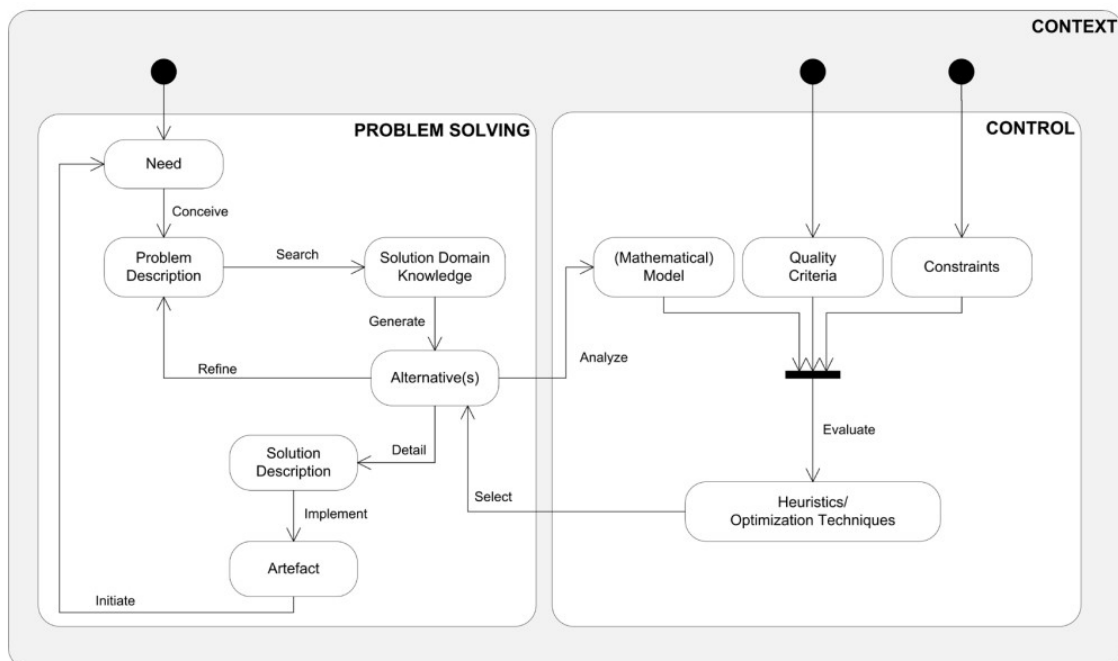 CONTEXT
PROBLEM SOLVING
CONTROL
Need
Conceive
Problem
Description
Search
Solution Domain
Knowledge
(Mathematical)
Model
Quality
Criteria
Constraints
Generate
Refine
Alternative(s)
Analyze
Evaluate
Detail
Solution
Description
Select
Heuristics/
Optimization Techniques
Implement
Artefact
Initiate